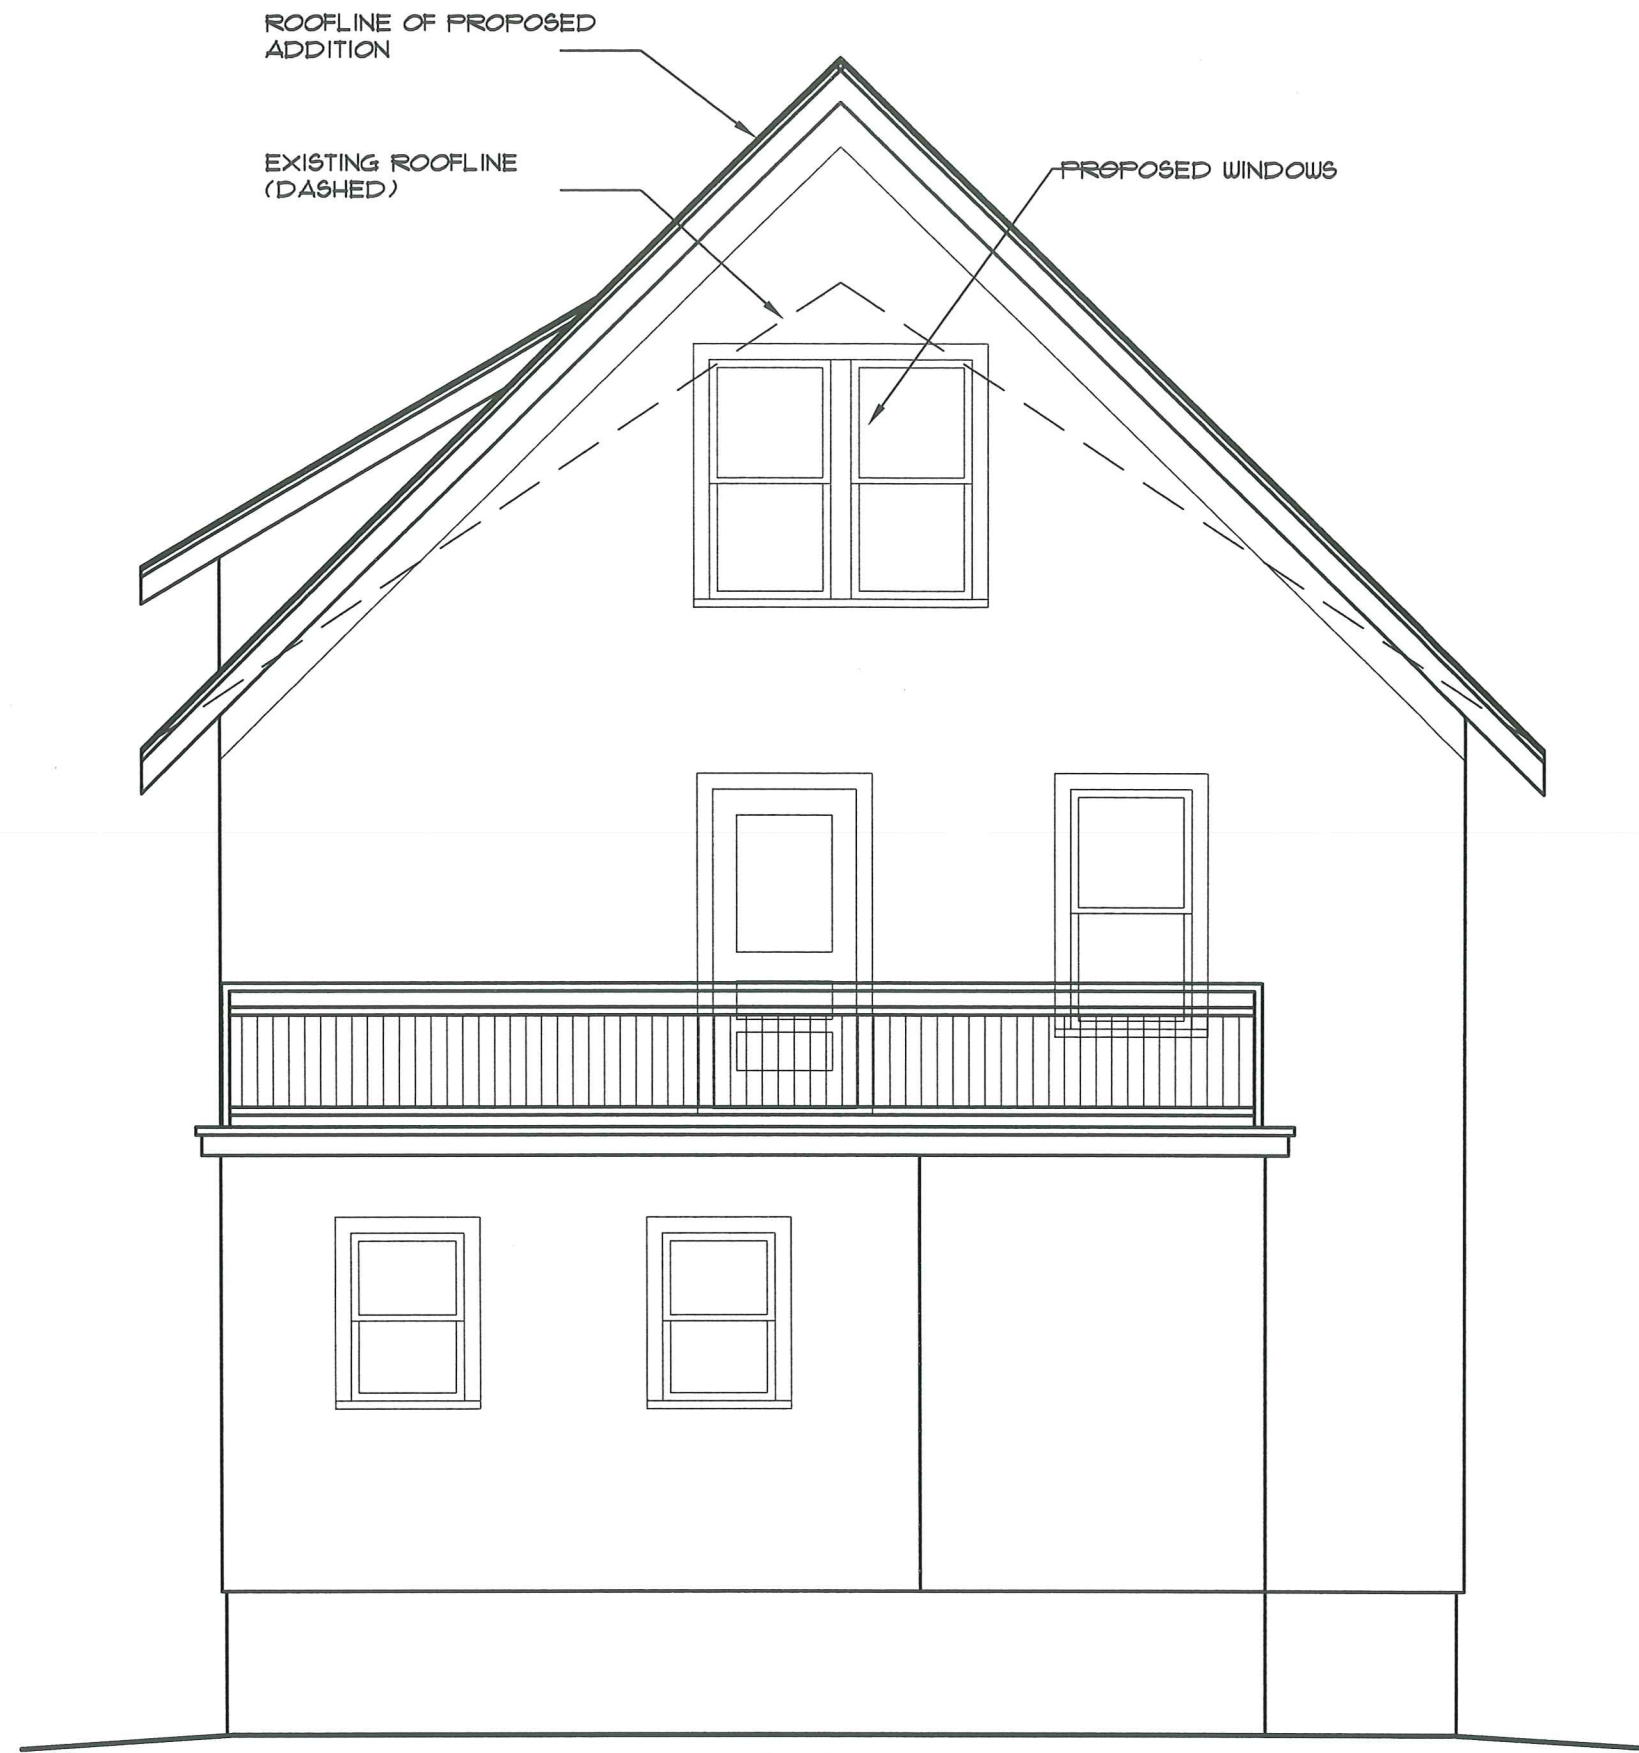 ROOFLINE OF PROPOSED
ADDITION
EXISTING ROOFLINE
(DASHED)
PROPOSED WINDOWS